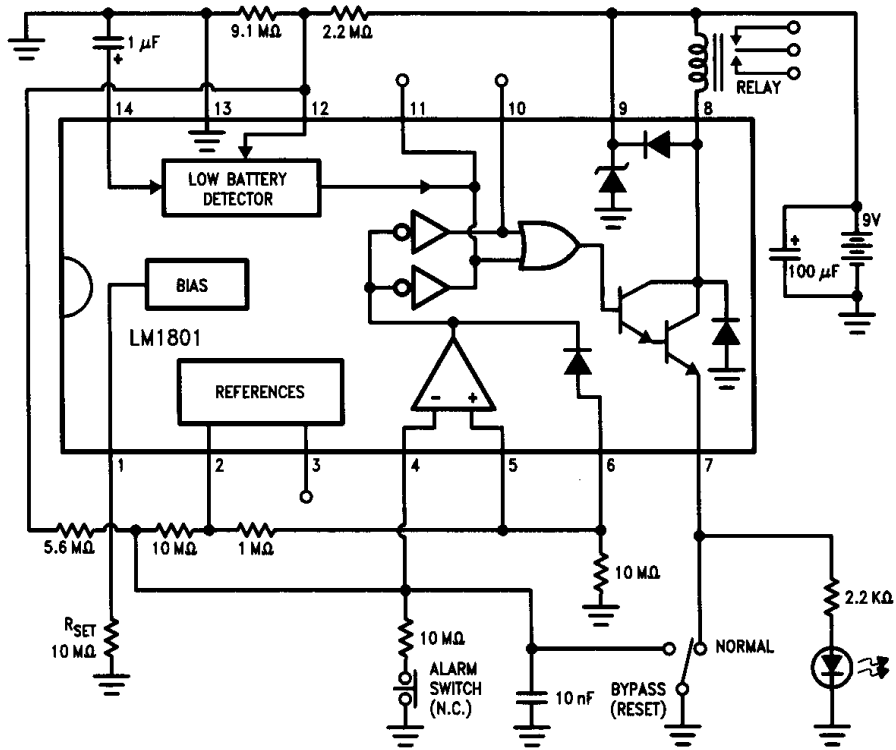 9.1 MΩ
2.2 MΩ
1 μF
+
RELAY
14
13
12
11
10
9
8
LOW BATTERY
DETECTOR
9V
+
100 μF
BIAS
LM1801
REFERENCES
-
+
1
2
3
4
5
6
7
5.6 MΩ
10 MΩ
1 MΩ
10 MΩ
2.2 KΩ
RSET
10 MΩ
10 MΩ
ALARM
SWITCH
(N.C.)
10 nF
BYPASS
(RESET)
NORMAL